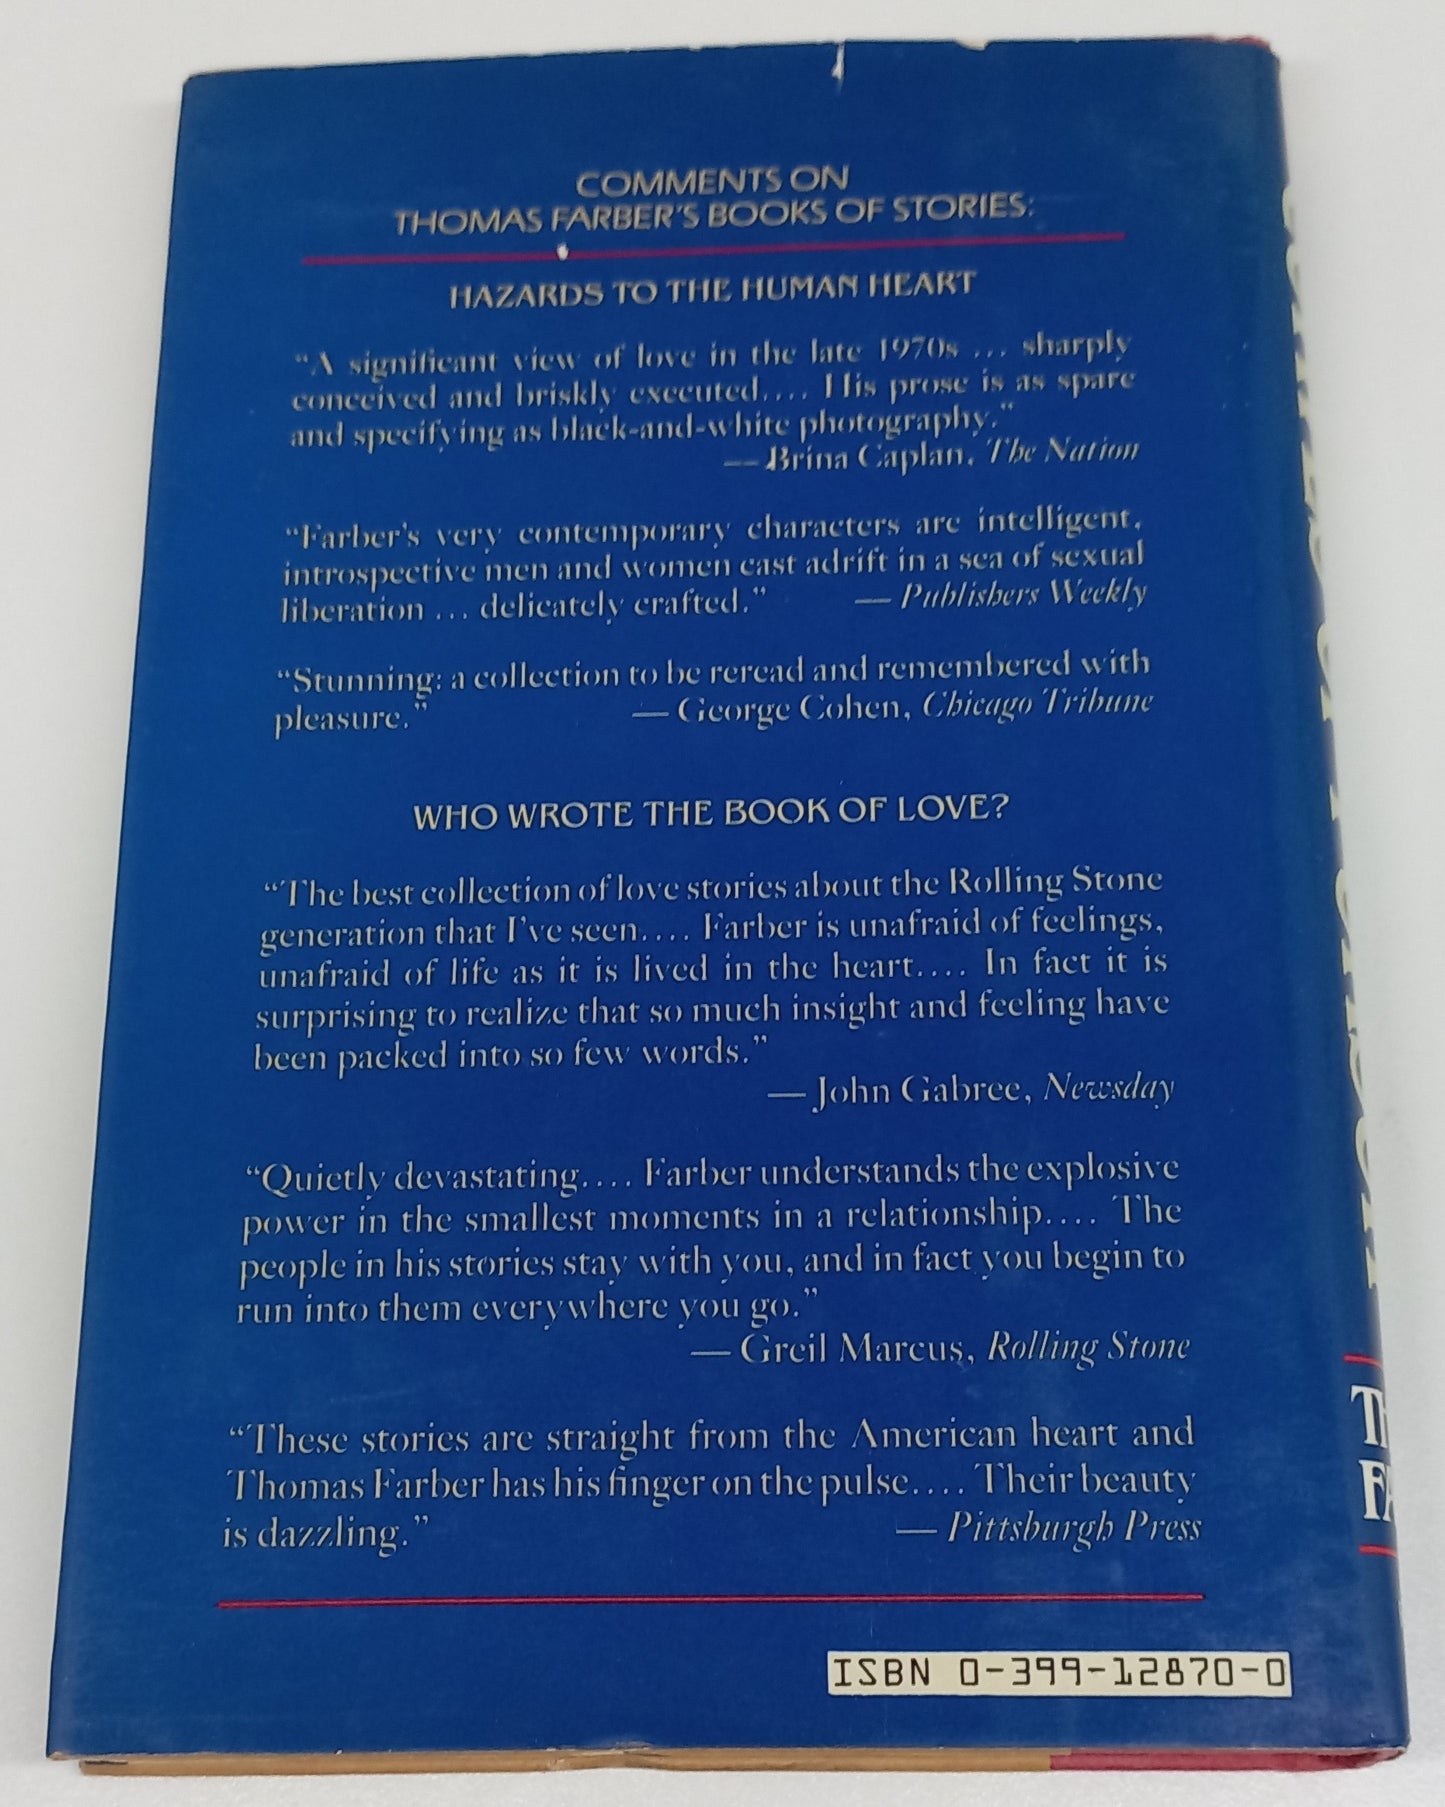 COMMENTS ON
THOMAS FARBER'S BOOKS OF STORIES:
HAZARDS TO THE HUMAN HEART
“A significant view of love in the late 1970s ... sharply
conceived and briskly executed.... His prose is as spare
and specifying as black-and-white photography.”
— Brina Caplan, The Nation
“Farber's very contemporary characters are intelligent,
introspective men and women cast adrift in a sea of sexual
liberation ... delicately crafted.” — Publishers Weekly
“Stunning: a collection to be reread and remembered with
pleasure.” — George Cohen, Chicago Tribune
WHO WROTE THE BOOK OF LOVE?
“The best collection of love stories about the Rolling Stone
generation that I've seen.... Farber is unafraid of feelings,
unafraid of life as it is lived in the heart.... In fact it is
surprising to realize that so much insight and feeling have
been packed into so few words.”
— John Gabree, Newsday
“Quietly devastating.... Farber understands the explosive
power in the smallest moments in a relationship.... The
people in his stories stay with you, and in fact you begin to
run into them everywhere you go.”
— Greil Marcus, Rolling Stone
“These stories are straight from the American heart and
Thomas Farber has his finger on the pulse.... Their beauty
is dazzling.” — Pittsburgh Press
ISBN 0-399-12870-0
TH
FA